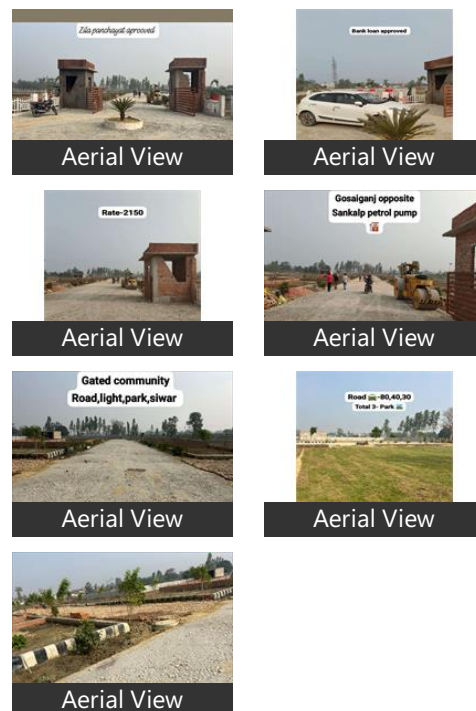 Zila panchayat aprooved
Aerial View
Bank loan approved
Aerial View
Rate-2150
Aerial View
Gosaiganj opposite
Sankalp petrol pump
⛽
Aerial View
Gated community
Road,light,park,siwar
Aerial View
Road 🛣️-80,40,30
Total 3- Park 🏞️
Aerial View
Aerial View